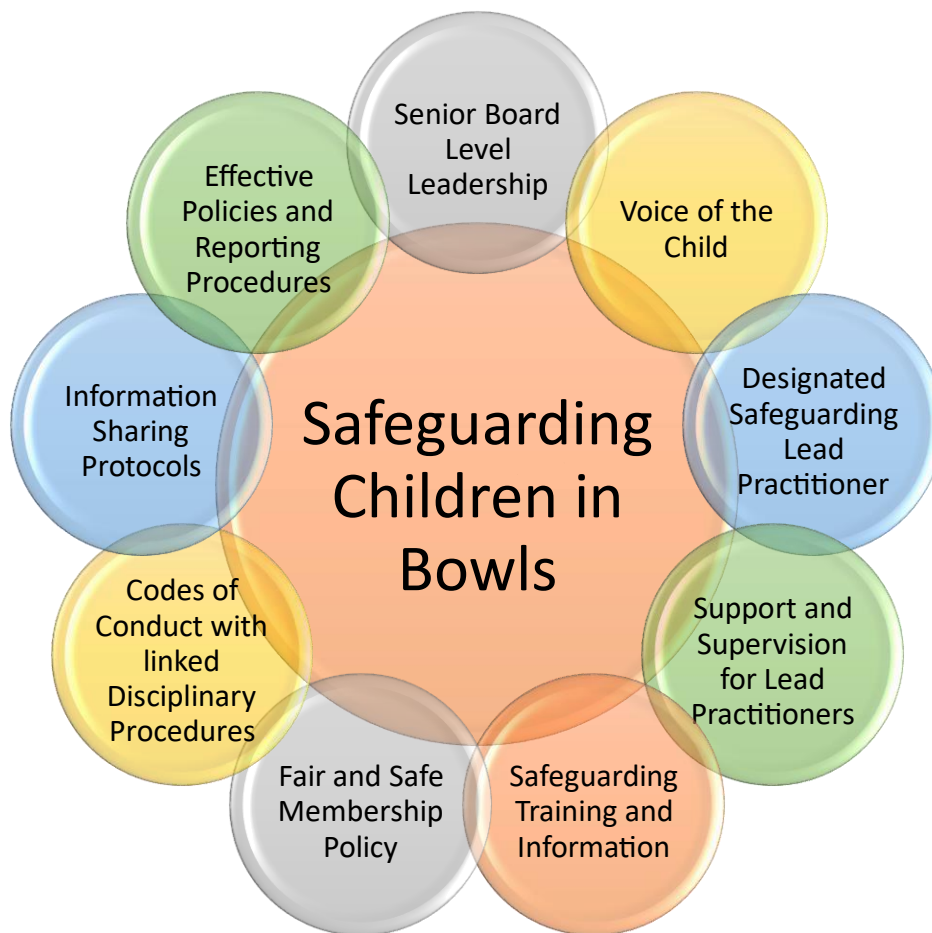 Senior Board
Level
Leadership
Voice of the
Child
Designated
Safeguarding
Lead
Practitioner
Support and
Supervision
for Lead
Practitioners
Safeguarding
Training and
Information
Fair and Safe
Membership
Policy
Codes of
Conduct with
linked
Disciplinary
Procedures
Information
Sharing
Protocols
Effective
Policies and
Reporting
Procedures
Safeguarding
Children in
Bowls